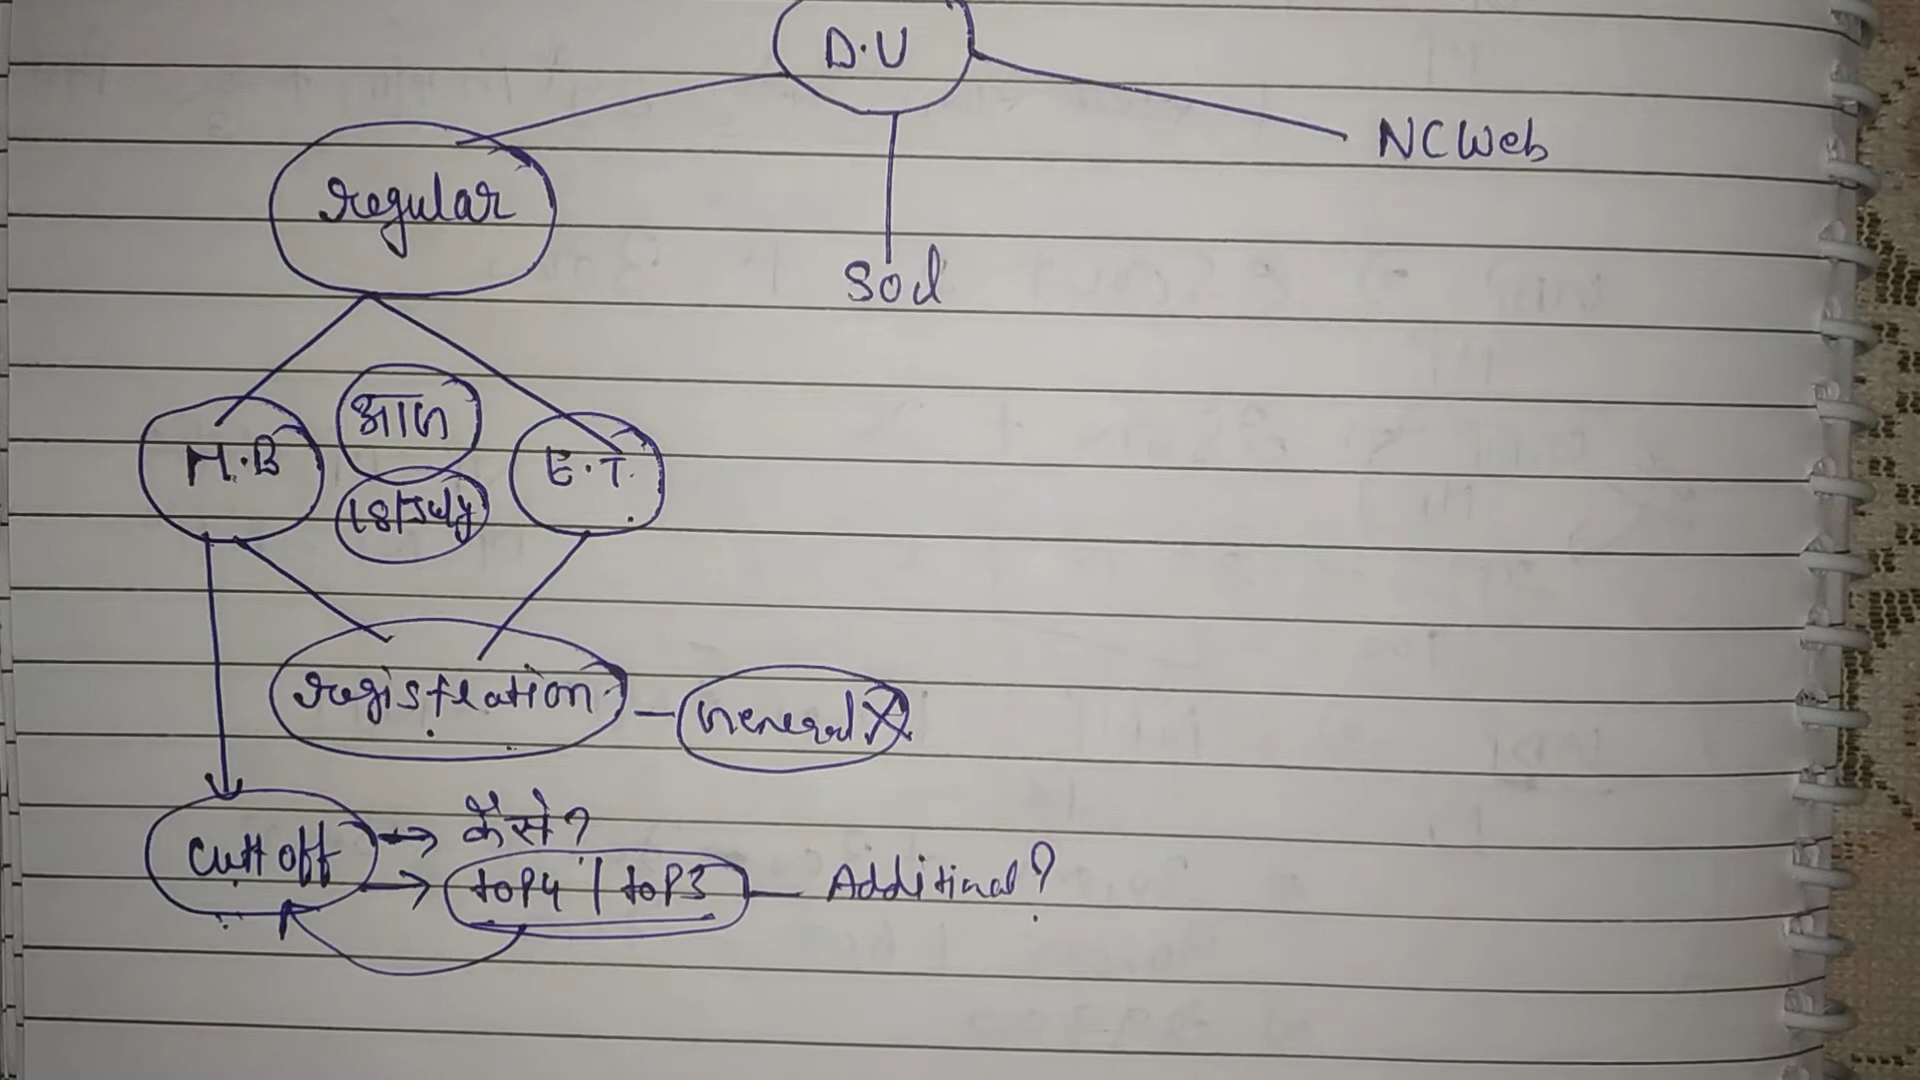 D.U
NCWeb
regular
Sol
आज
M.B
E.T.
18/July
registration
General X
Cutt off
कैसे?
top4 / top3
Additinal?